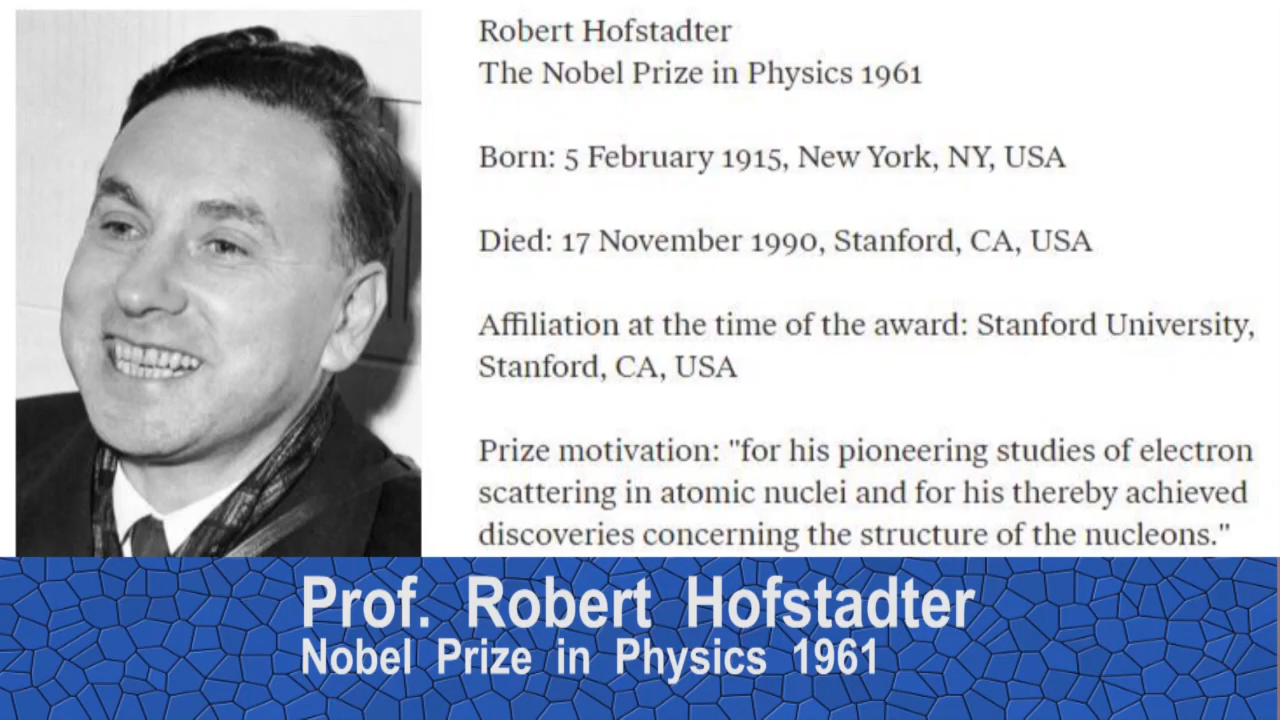 Robert Hofstadter
The Nobel Prize in Physics 1961
Born: 5 February 1915, New York, NY, USA
Died: 17 November 1990, Stanford, CA, USA
Affiliation at the time of the award: Stanford University,
Stanford, CA, USA
Prize motivation: "for his pioneering studies of electron
scattering in atomic nuclei and for his thereby achieved
discoveries concerning the structure of the nucleons."
Prof. Robert Hofstadter
Nobel Prize in Physics 1961